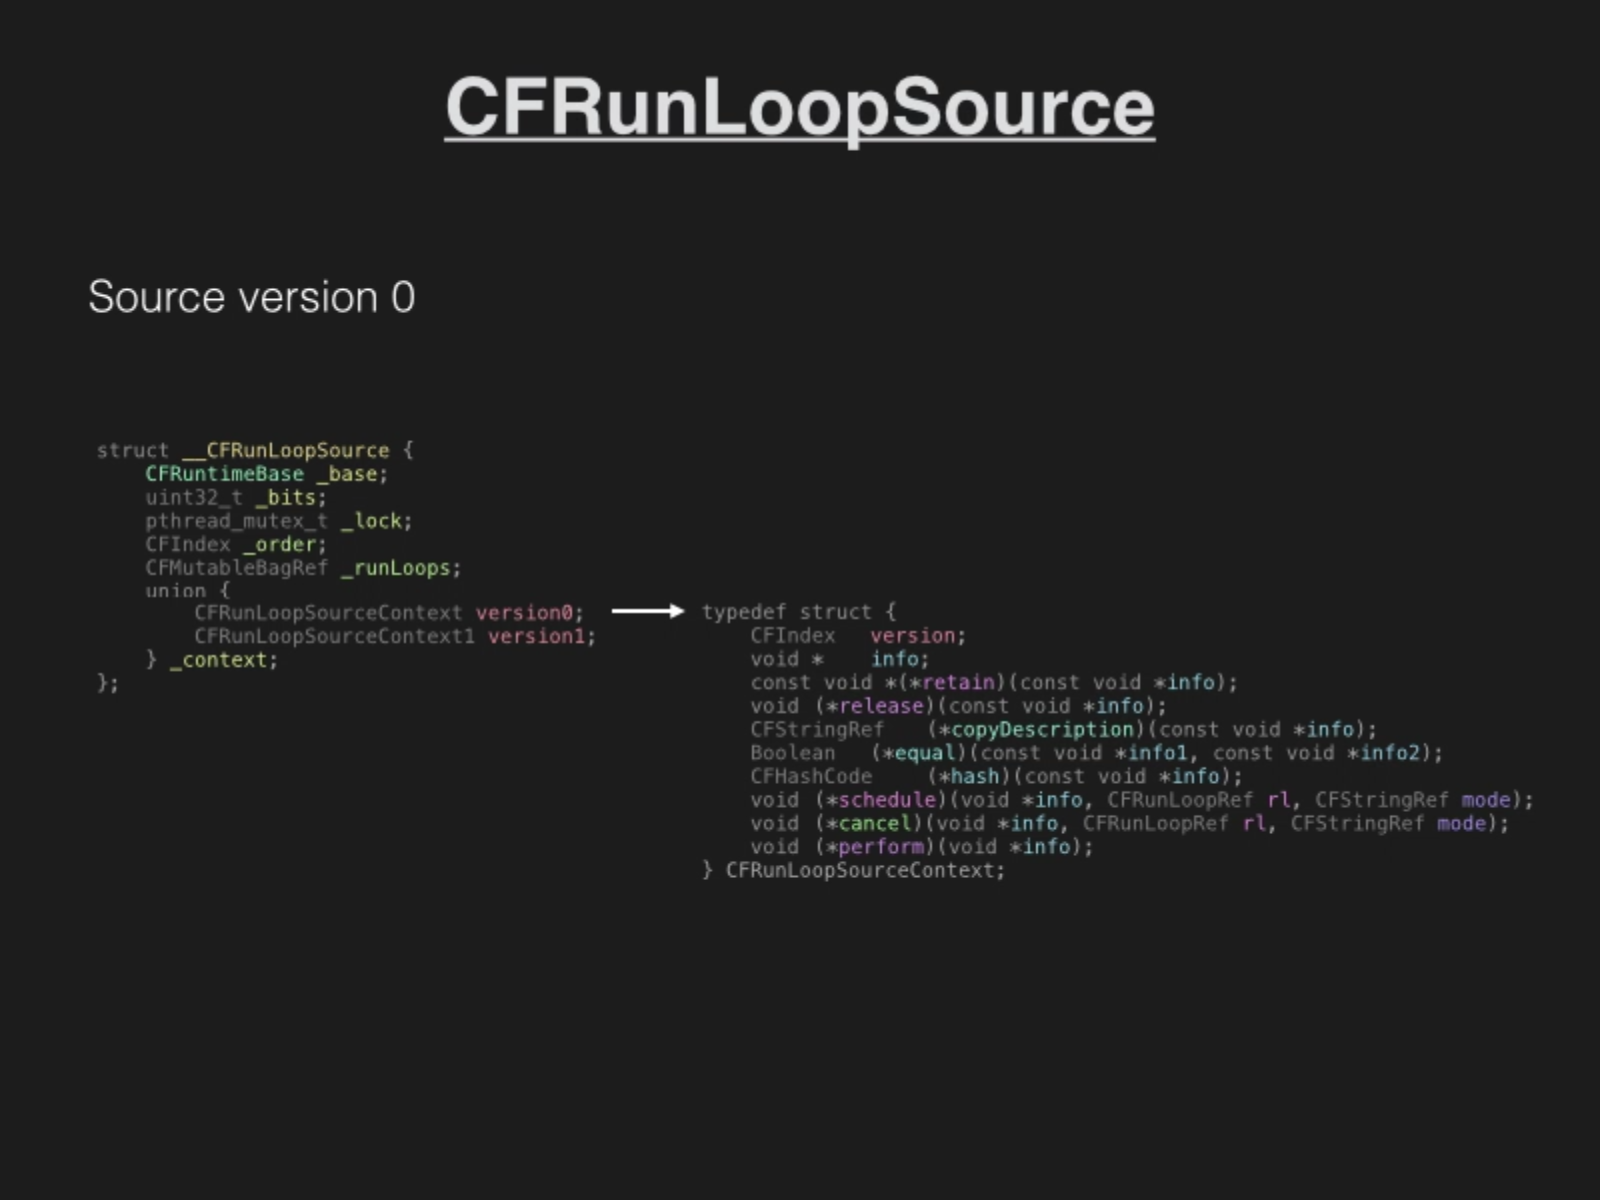 CFRunLoopSource
Source version 0
struct __CFRunLoopSource {
CFRuntimeBase _base;
uint32_t _bits;
pthread_mutex_t _lock;
CFIndex _order;
CFMutableBagRef _runLoops;
union {
CFRunLoopSourceContext version0;
CFRunLoopSourceContext1 version1;
} _context;
};
typedef struct {
CFIndex version;
void * info;
const void *(*retain)(const void *info);
void (*release)(const void *info);
CFStringRef (*copyDescription)(const void *info);
Boolean (*equal)(const void *info1, const void *info2);
CFHashCode (*hash)(const void *info);
void (*schedule)(void *info, CFRunLoopRef rl, CFStringRef mode);
void (*cancel)(void *info, CFRunLoopRef rl, CFStringRef mode);
void (*perform)(void *info);
} CFRunLoopSourceContext;